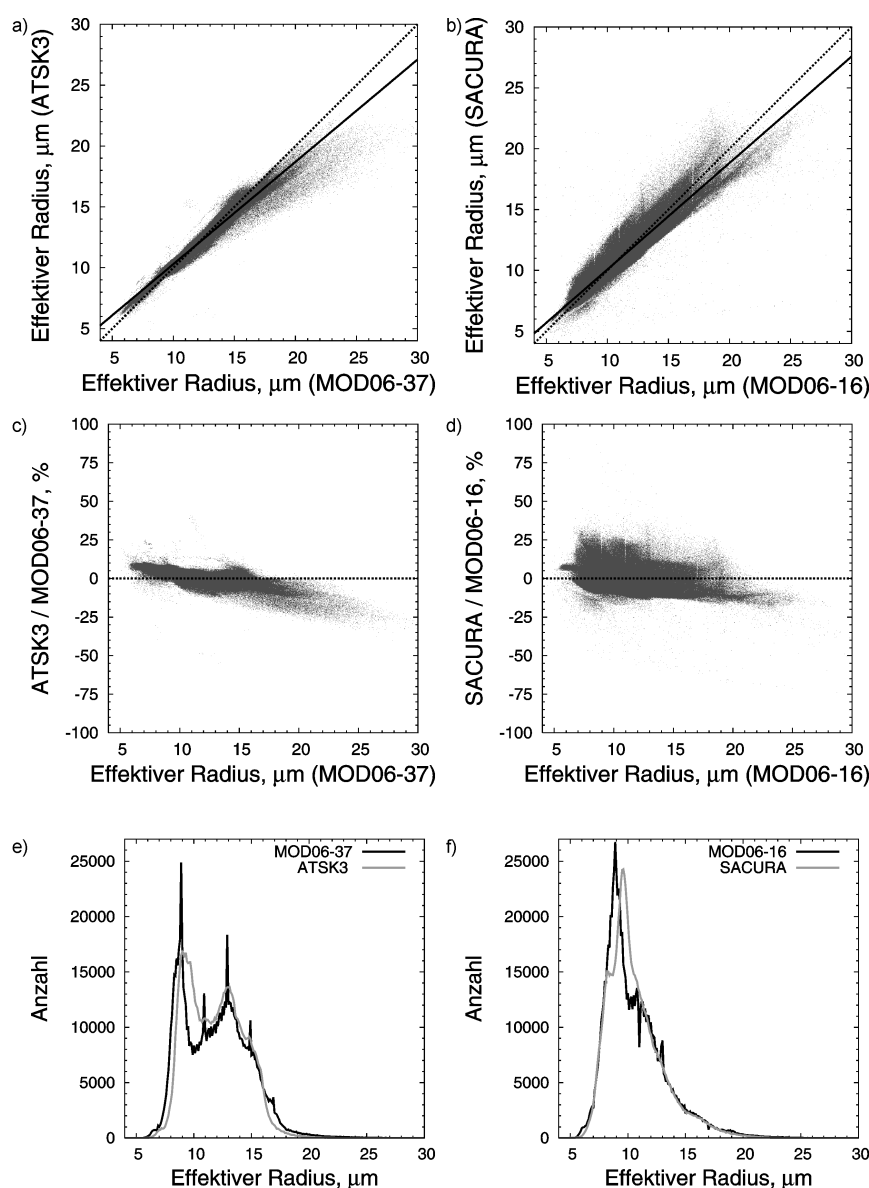 a)
Effektiver Radius, μm (ATSK3)
30
25
20
15
10
5
5 10 15 20 25 30
Effektiver Radius, μm (MOD06-37)
b)
Effektiver Radius, μm (SACURA)
30
25
20
15
10
5
5 10 15 20 25 30
Effektiver Radius, μm (MOD06-16)
c)
ATSK3 / MOD06-37, %
100
75
50
25
0
-25
-50
-75
-100
5 10 15 20 25 30
Effektiver Radius, μm (MOD06-37)
d)
SACURA / MOD06-16, %
100
75
50
25
0
-25
-50
-75
-100
5 10 15 20 25 30
Effektiver Radius, μm (MOD06-16)
e)
Anzahl
25000
20000
15000
10000
5000
0
MOD06-37
ATSK3
5 10 15 20 25 30
Effektiver Radius, μm
f)
Anzahl
25000
20000
15000
10000
5000
0
MOD06-16
SACURA
5 10 15 20 25 30
Effektiver Radius, μm